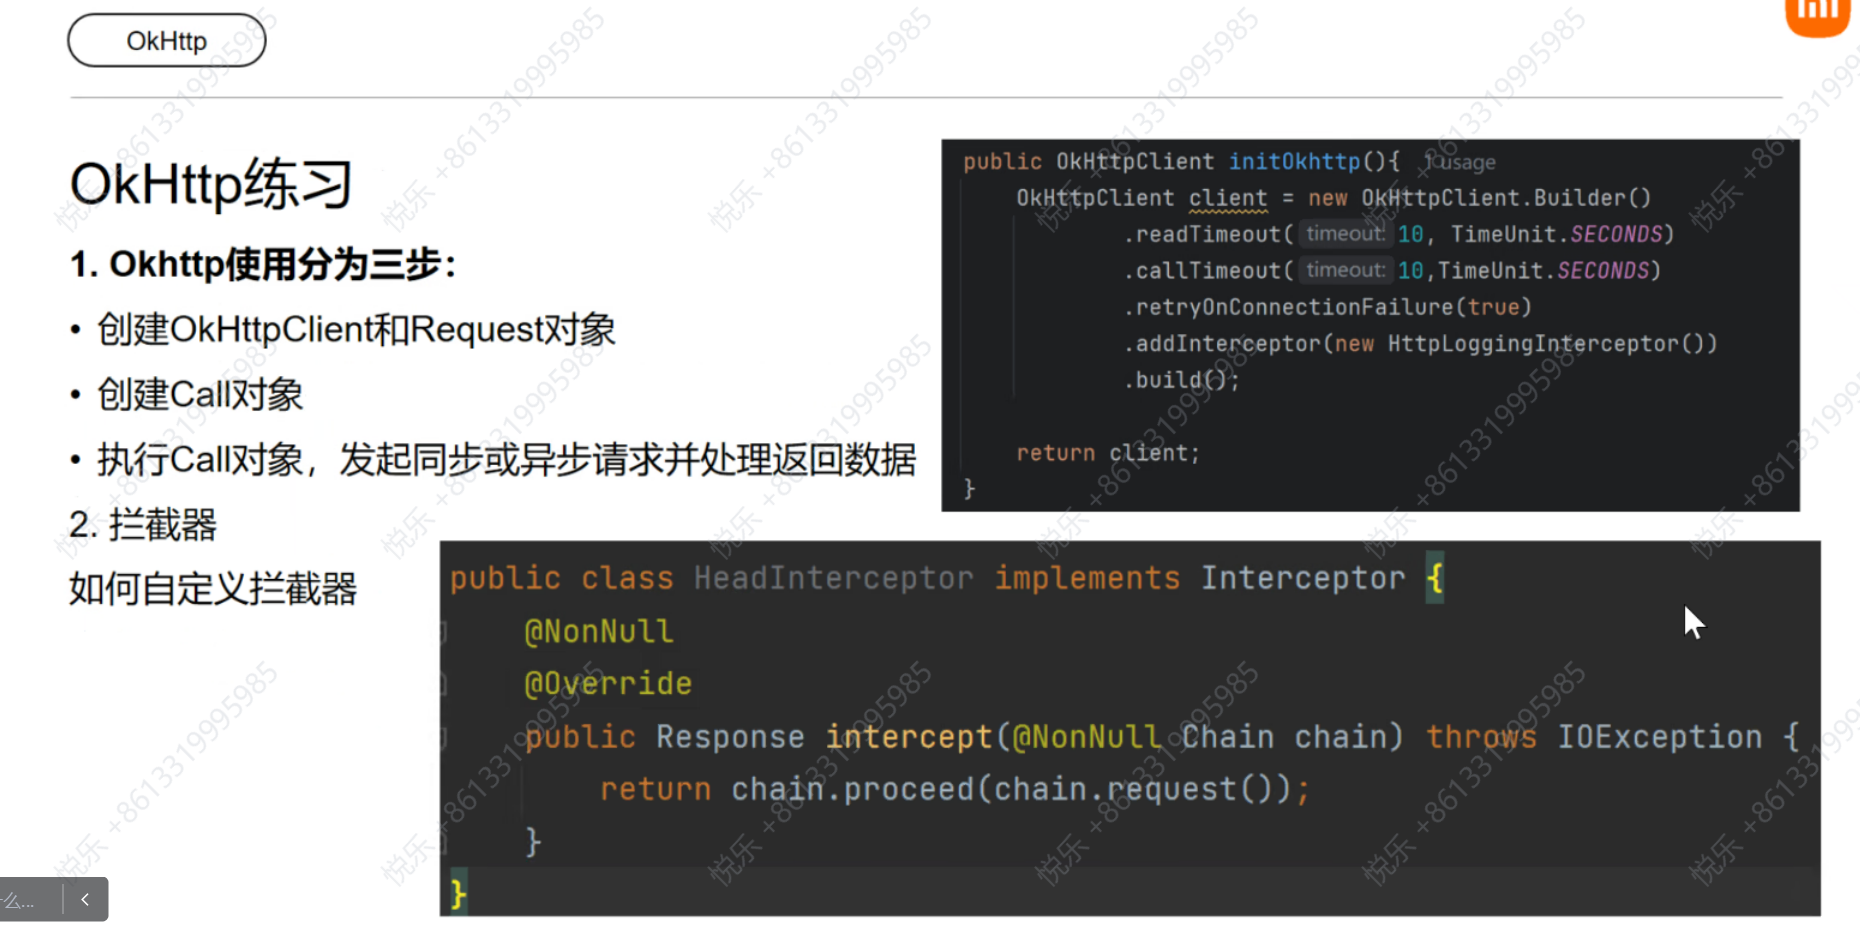 OkHttp
OkHttp练习
1. Okhttp使用分为三步：
• 创建OkHttpClient和Request对象
• 创建Call对象
• 执行Call对象，发起同步或异步请求并处理返回数据
2. 拦截器
如何自定义拦截器
public OkHttpClient initOkhttp(){ 1 usage
OkHttpClient client = new OkHttpClient.Builder()
.readTimeout( timeout: 10, TimeUnit.SECONDS)
.callTimeout( timeout: 10,TimeUnit.SECONDS)
.retryOnConnectionFailure(true)
.addInterceptor(new HttpLoggingInterceptor())
.build();
return client;
}
public class HeadInterceptor implements Interceptor {
@NonNull
@Override
public Response intercept(@NonNull Chain chain) throws IOException {
return chain.proceed(chain.request());
}
}
悦乐 +8613319995985